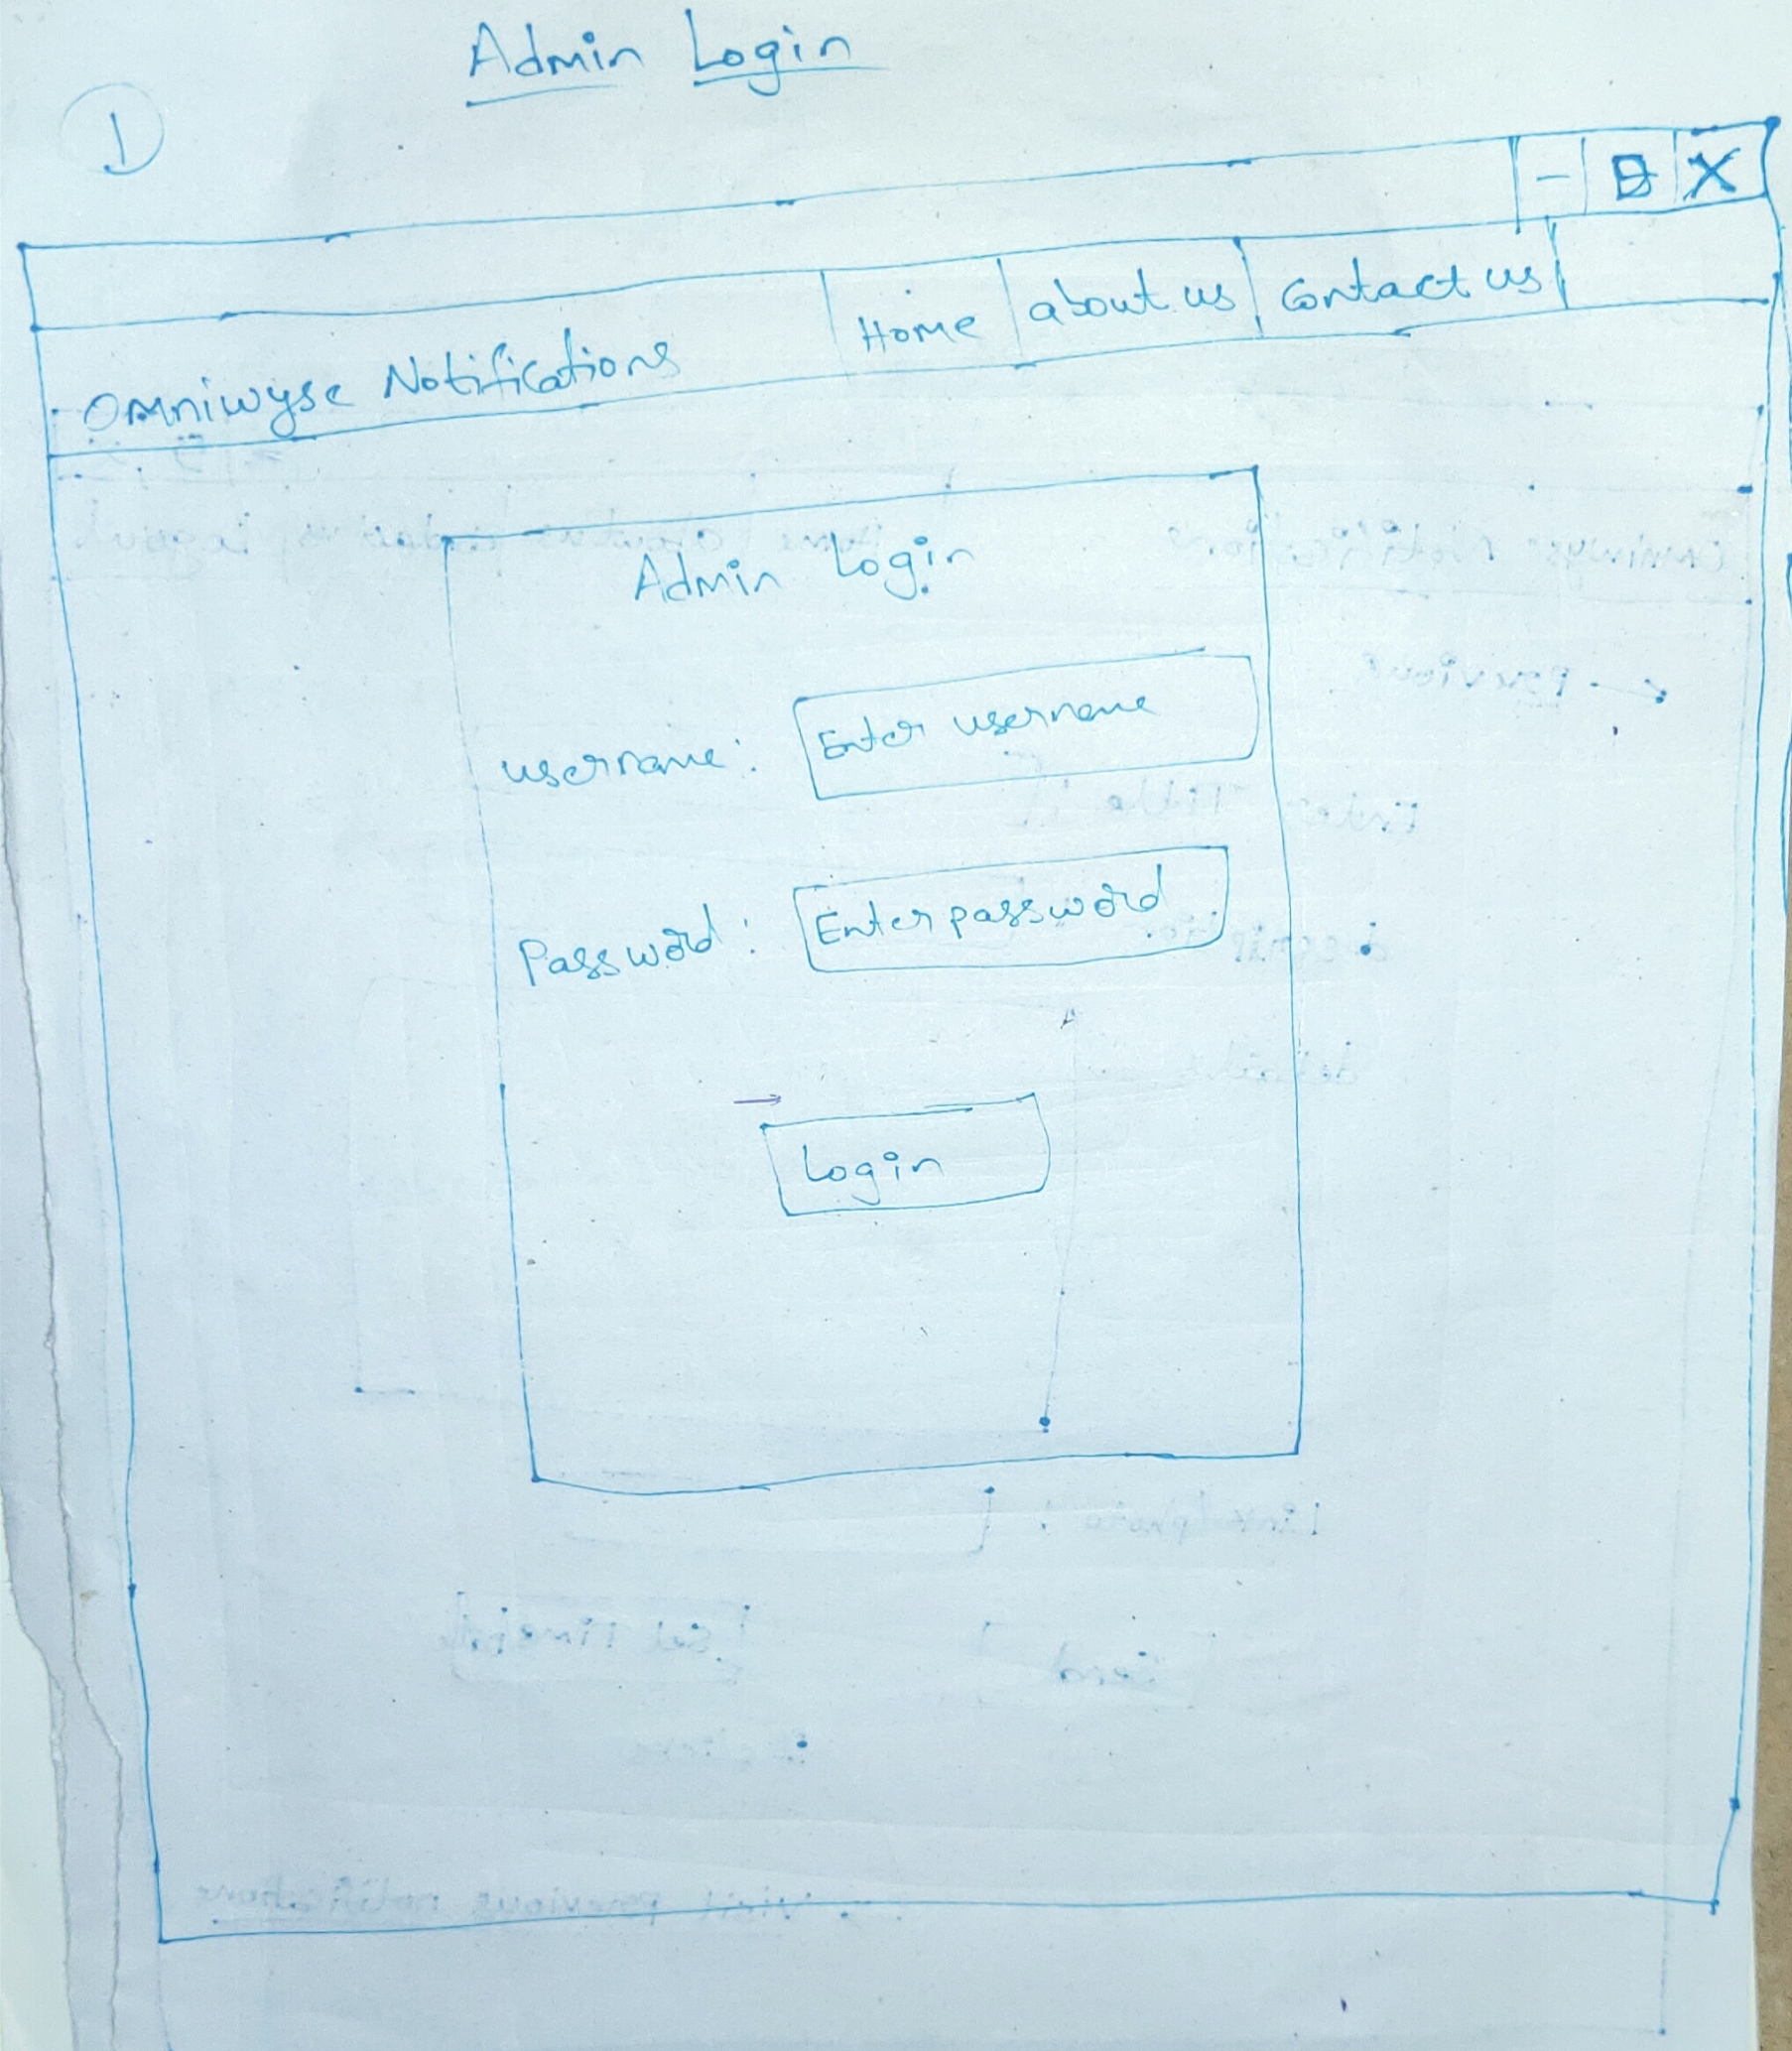 Admin Login
1
- X
Omniwyse Notifications Home about us Contact us
Admin Login
username: Enter username
Password: Enter password
Login